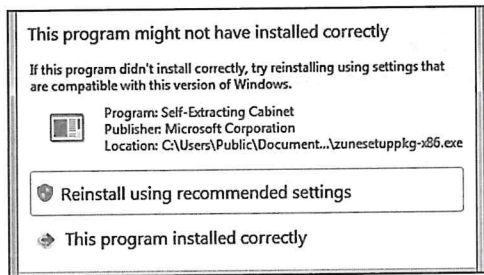 This program might not have installed correctly
If this program didn't install correctly, try reinstalling using settings that
are compatible with this version of Windows.
Program: Self-Extracting Cabinet
Publisher: Microsoft Corporation
Location: C:\Users\Public\Document...\zunesetuppkg-x86.exe
Reinstall using recommended settings
This program installed correctly